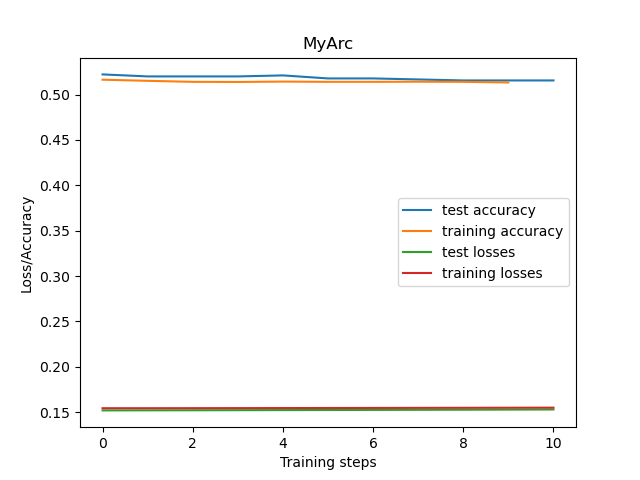 MyArc
0.50
0.45
0.40
0.35
0.30
0.25
0.20
0.15
Loss/Accuracy
test accuracy
training accuracy
test losses
training losses
0 2 4 6 8 10
Training steps